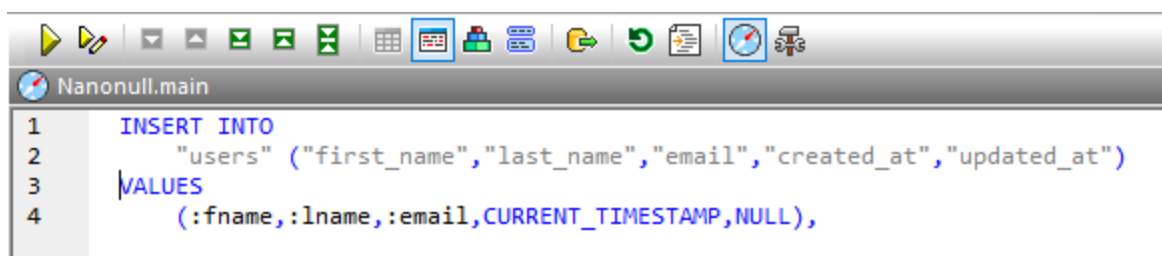 Nanonull.main
1 INSERT INTO
2 "users" ("first_name","last_name","email","created_at","updated_at")
3 VALUES
4 (:fname,:lname,:email,CURRENT_TIMESTAMP,NULL),